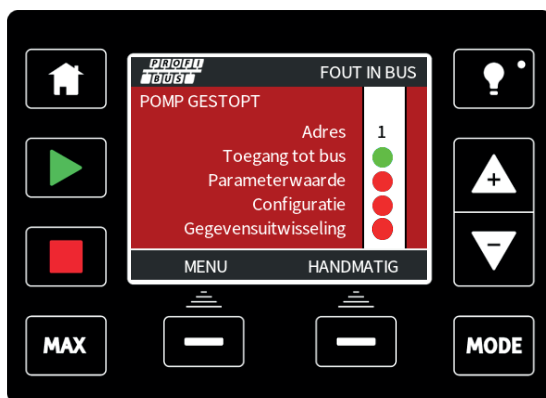 PROFI
BUS
FOUT IN BUS
POMP GESTOPT
Adres 1
Toegang tot bus
Parameterwaarde
Configuratie
Gegevensuitwisseling
MENU HANDMATIG
+
-
MAX
MODE